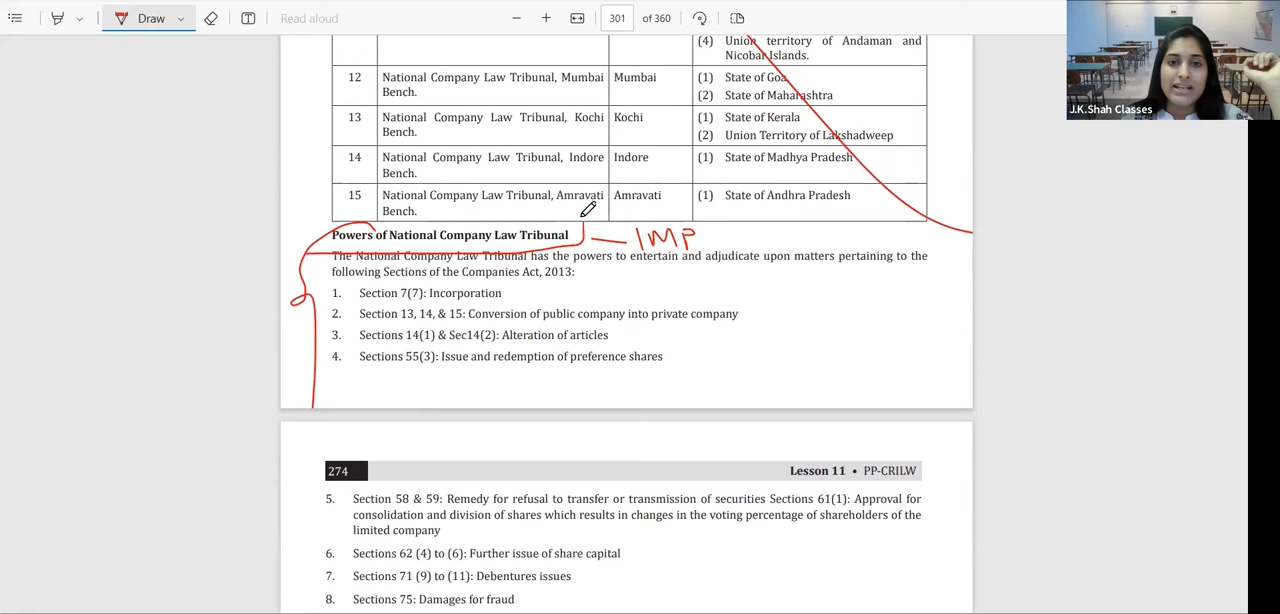 Draw
Read aloud
301
of 360
J.K.Shah Classes
(4) Union territory of Andaman and
Nicobar Islands.
12 National Company Law Tribunal, Mumbai Mumbai (1) State of Goa
Bench. (2) State of Maharashtra
13 National Company Law Tribunal, Kochi Kochi (1) State of Kerala
Bench. (2) Union Territory of Lakshadweep
14 National Company Law Tribunal, Indore Indore (1) State of Madhya Pradesh
Bench.
15 National Company Law Tribunal, Amravati Amravati (1) State of Andhra Pradesh
Bench.
Powers of National Company Law Tribunal — IMP
The National Company Law Tribunal has the powers to entertain and adjudicate upon matters pertaining to the
following Sections of the Companies Act, 2013:
1. Section 7(7): Incorporation
2. Section 13, 14, & 15: Conversion of public company into private company
3. Sections 14(1) & Sec14(2): Alteration of articles
4. Sections 55(3): Issue and redemption of preference shares
274 Lesson 11 • PP-CRILW
5. Section 58 & 59: Remedy for refusal to transfer or transmission of securities Sections 61(1): Approval for
consolidation and division of shares which results in changes in the voting percentage of shareholders of the
limited company
6. Sections 62 (4) to (6): Further issue of share capital
7. Sections 71 (9) to (11): Debentures issues
8. Sections 75: Damages for fraud